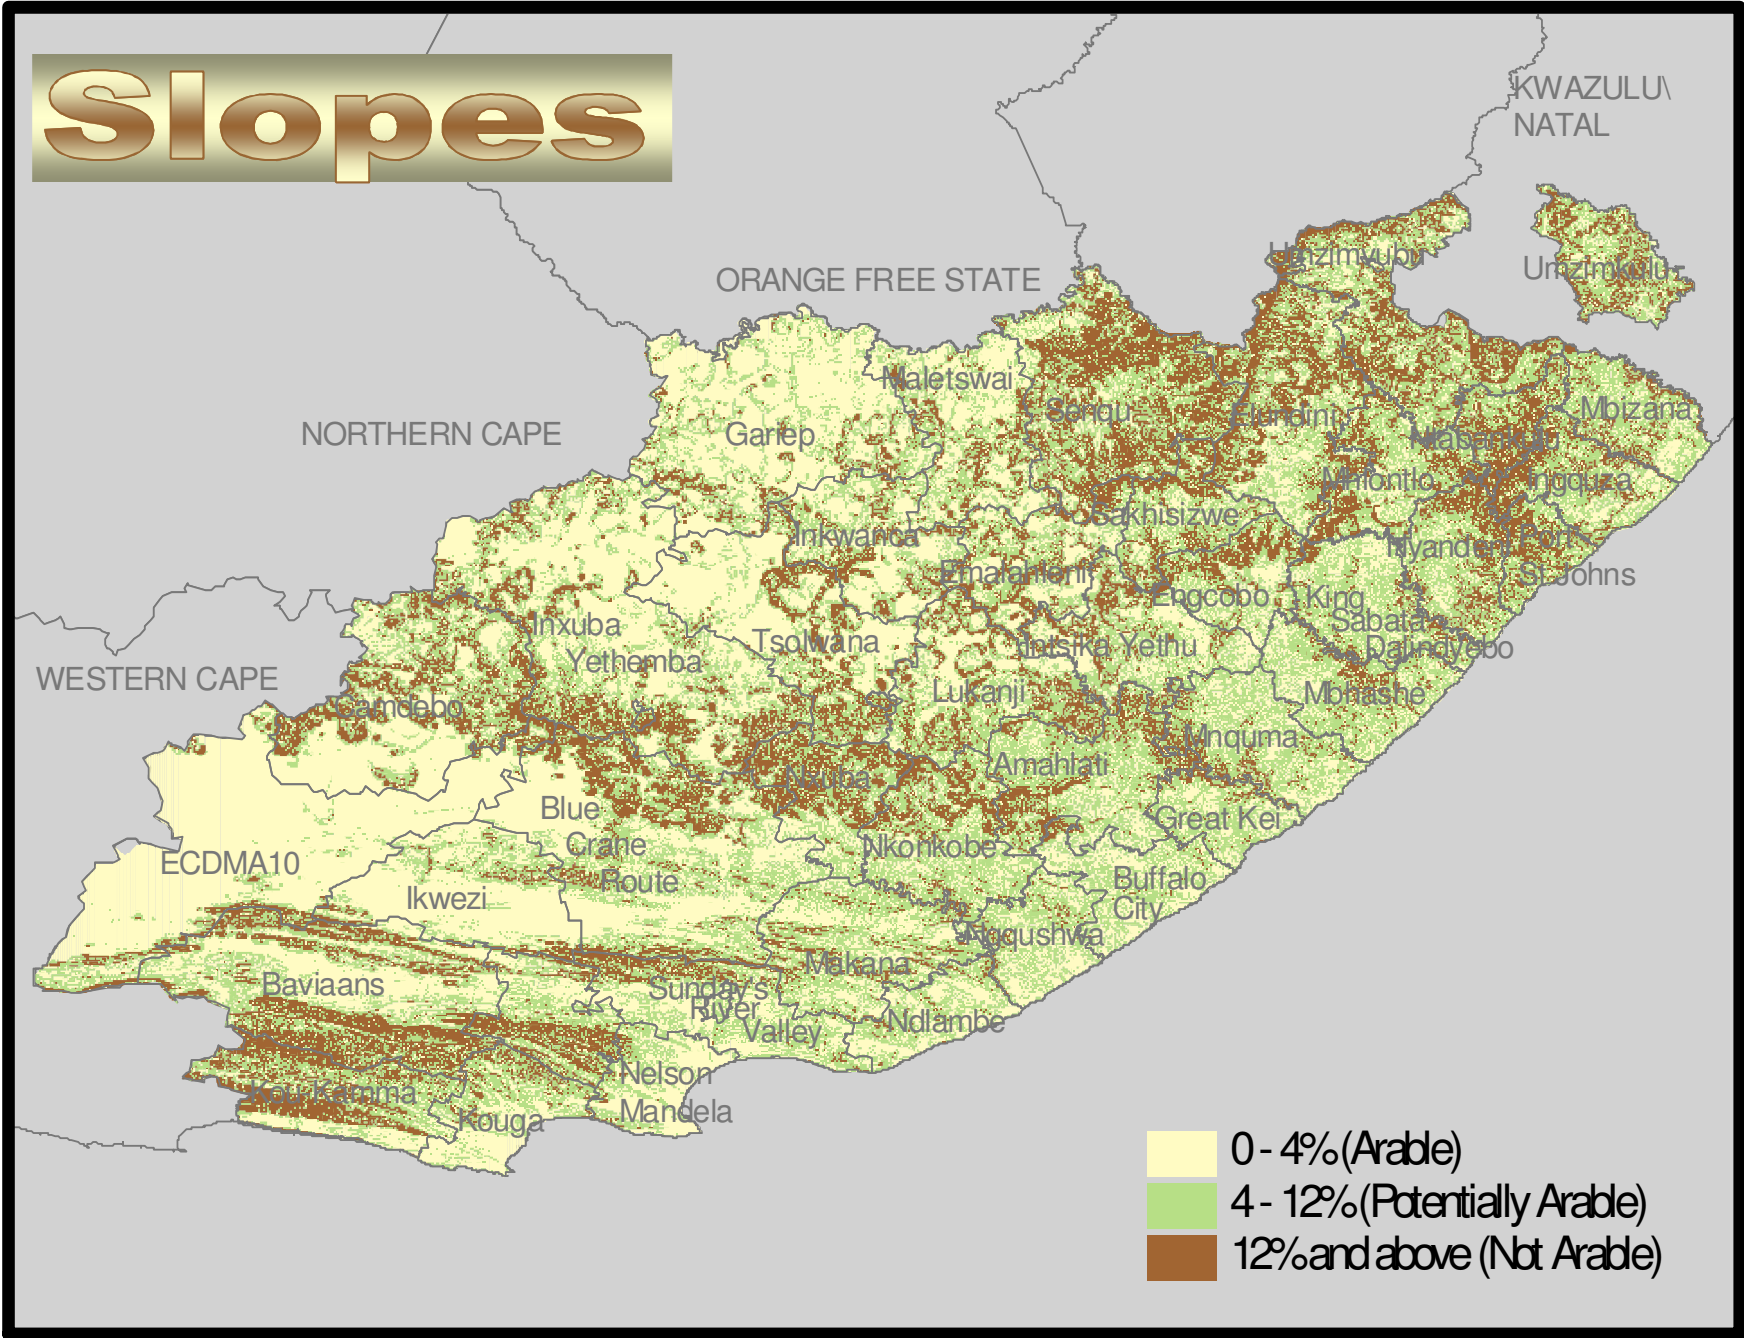 Slopes
KWAZULU\
NATAL
ORANGE FREE STATE
NORTHERN CAPE
WESTERN CAPE
Umzimvubu
Umzimkulu
Maletswai
Senqu
Elundini
Mbizana
Gariep
Ntabankulu
Mhlontlo
Ingquza
Sakhisizwe
Inkwanca
Nyandeni
Port
St Johns
Emalahleni
Engcobo
King
Sabata
Dalindyebo
Inxuba
Yethemba
Tsolwana
Intsika Yethu
Lukanji
Mbhashe
Camdebo
Mnquma
Amahlati
Nxuba
Blue
Crane
Route
Great Kei
Nkonkobe
ECDMA10
Ikwezi
Buffalo
City
Ngqushwa
Makana
Baviaans
Sunday's
River
Valley
Ndlambe
Nelson
Mandela
Kou-Kamma
Kouga
0 - 4% (Arable)
4 - 12% (Potentially Arable)
12% and above (Not Arable)